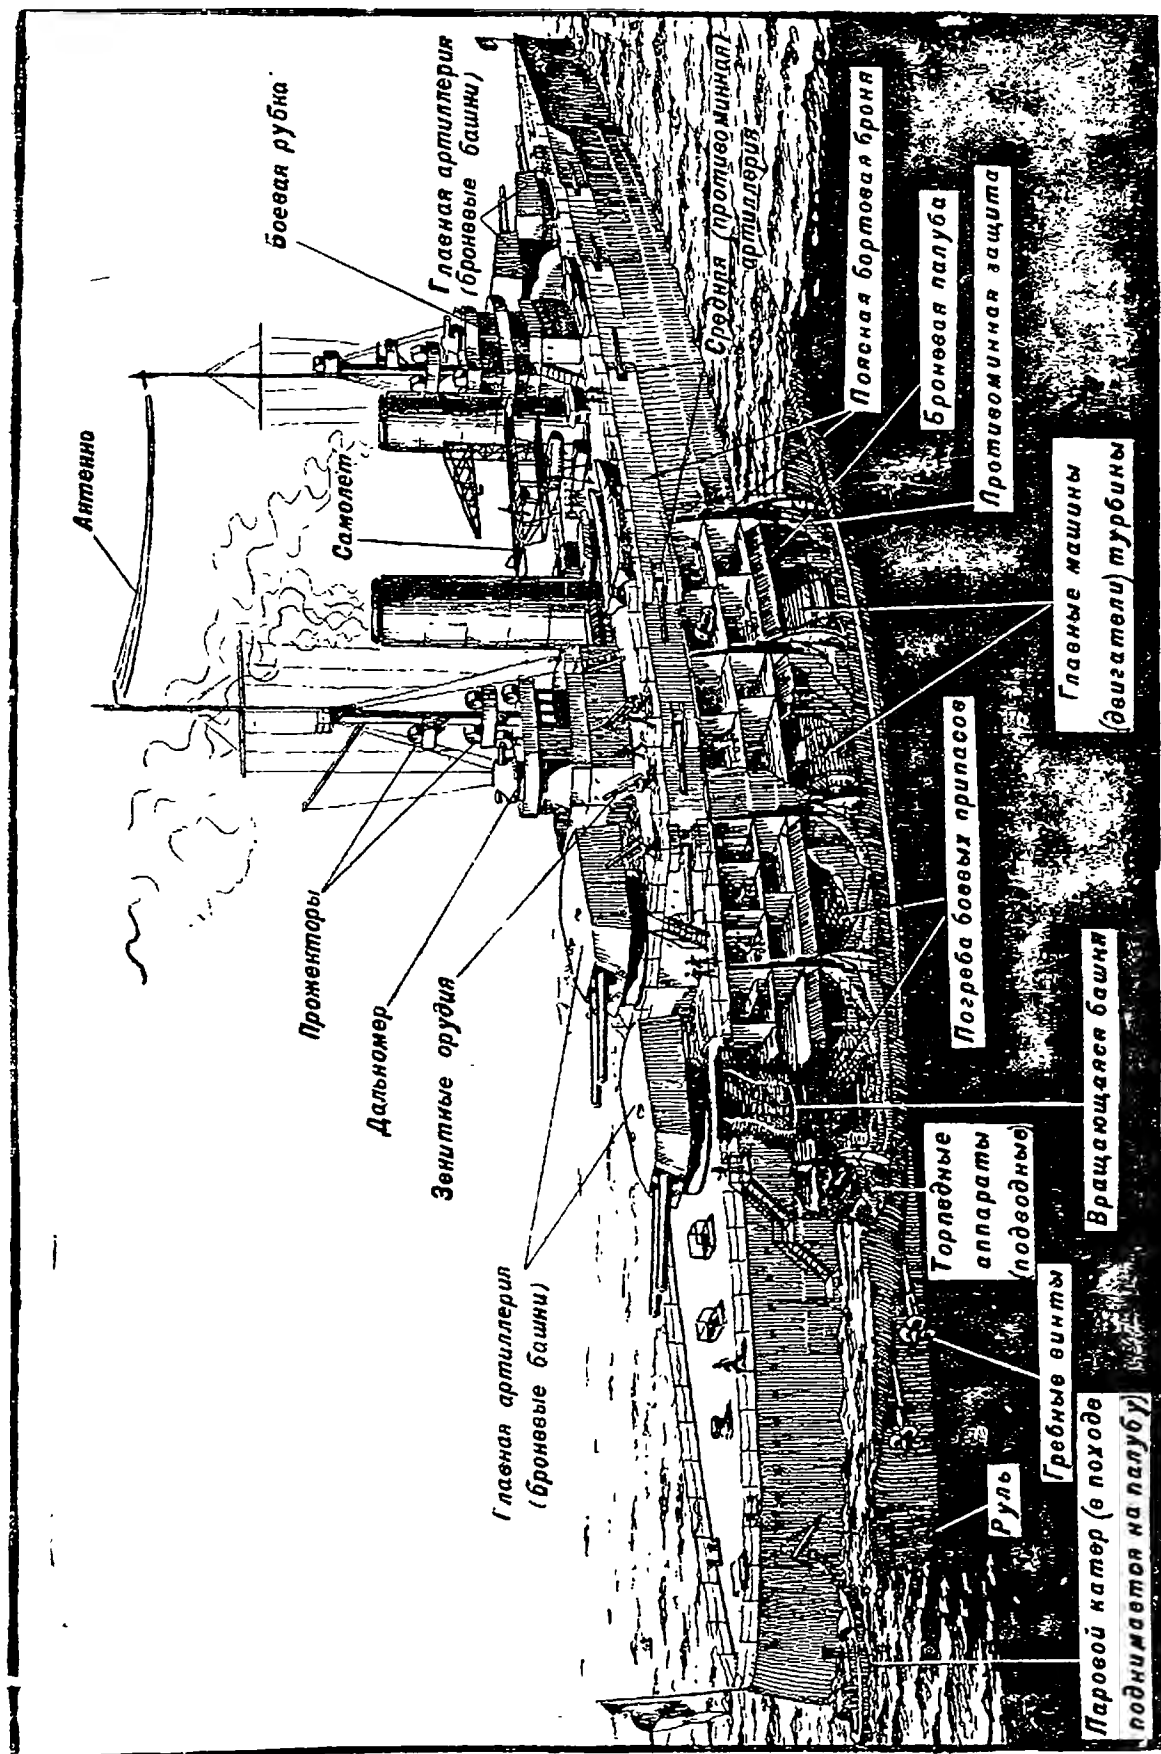 Антенна
Самолёт
Боевая рубка
Главная артиллерия
(броневые башни)
Прожекторы
Дальномер
Зенитные орудия
Главная артиллерия
(броневые башни)
Средняя (противоминная)
артиллерия
Поясная бортовая броня
Броневая палуба
Противоминная защита
Главные машины
(двигатели) турбины
Погреба боевых припасов
Вращающаяся башня
Торпедные
аппараты
(подводные)
Гребные винты
Руль
Паровой катер (в походе
поднимается на палубу)